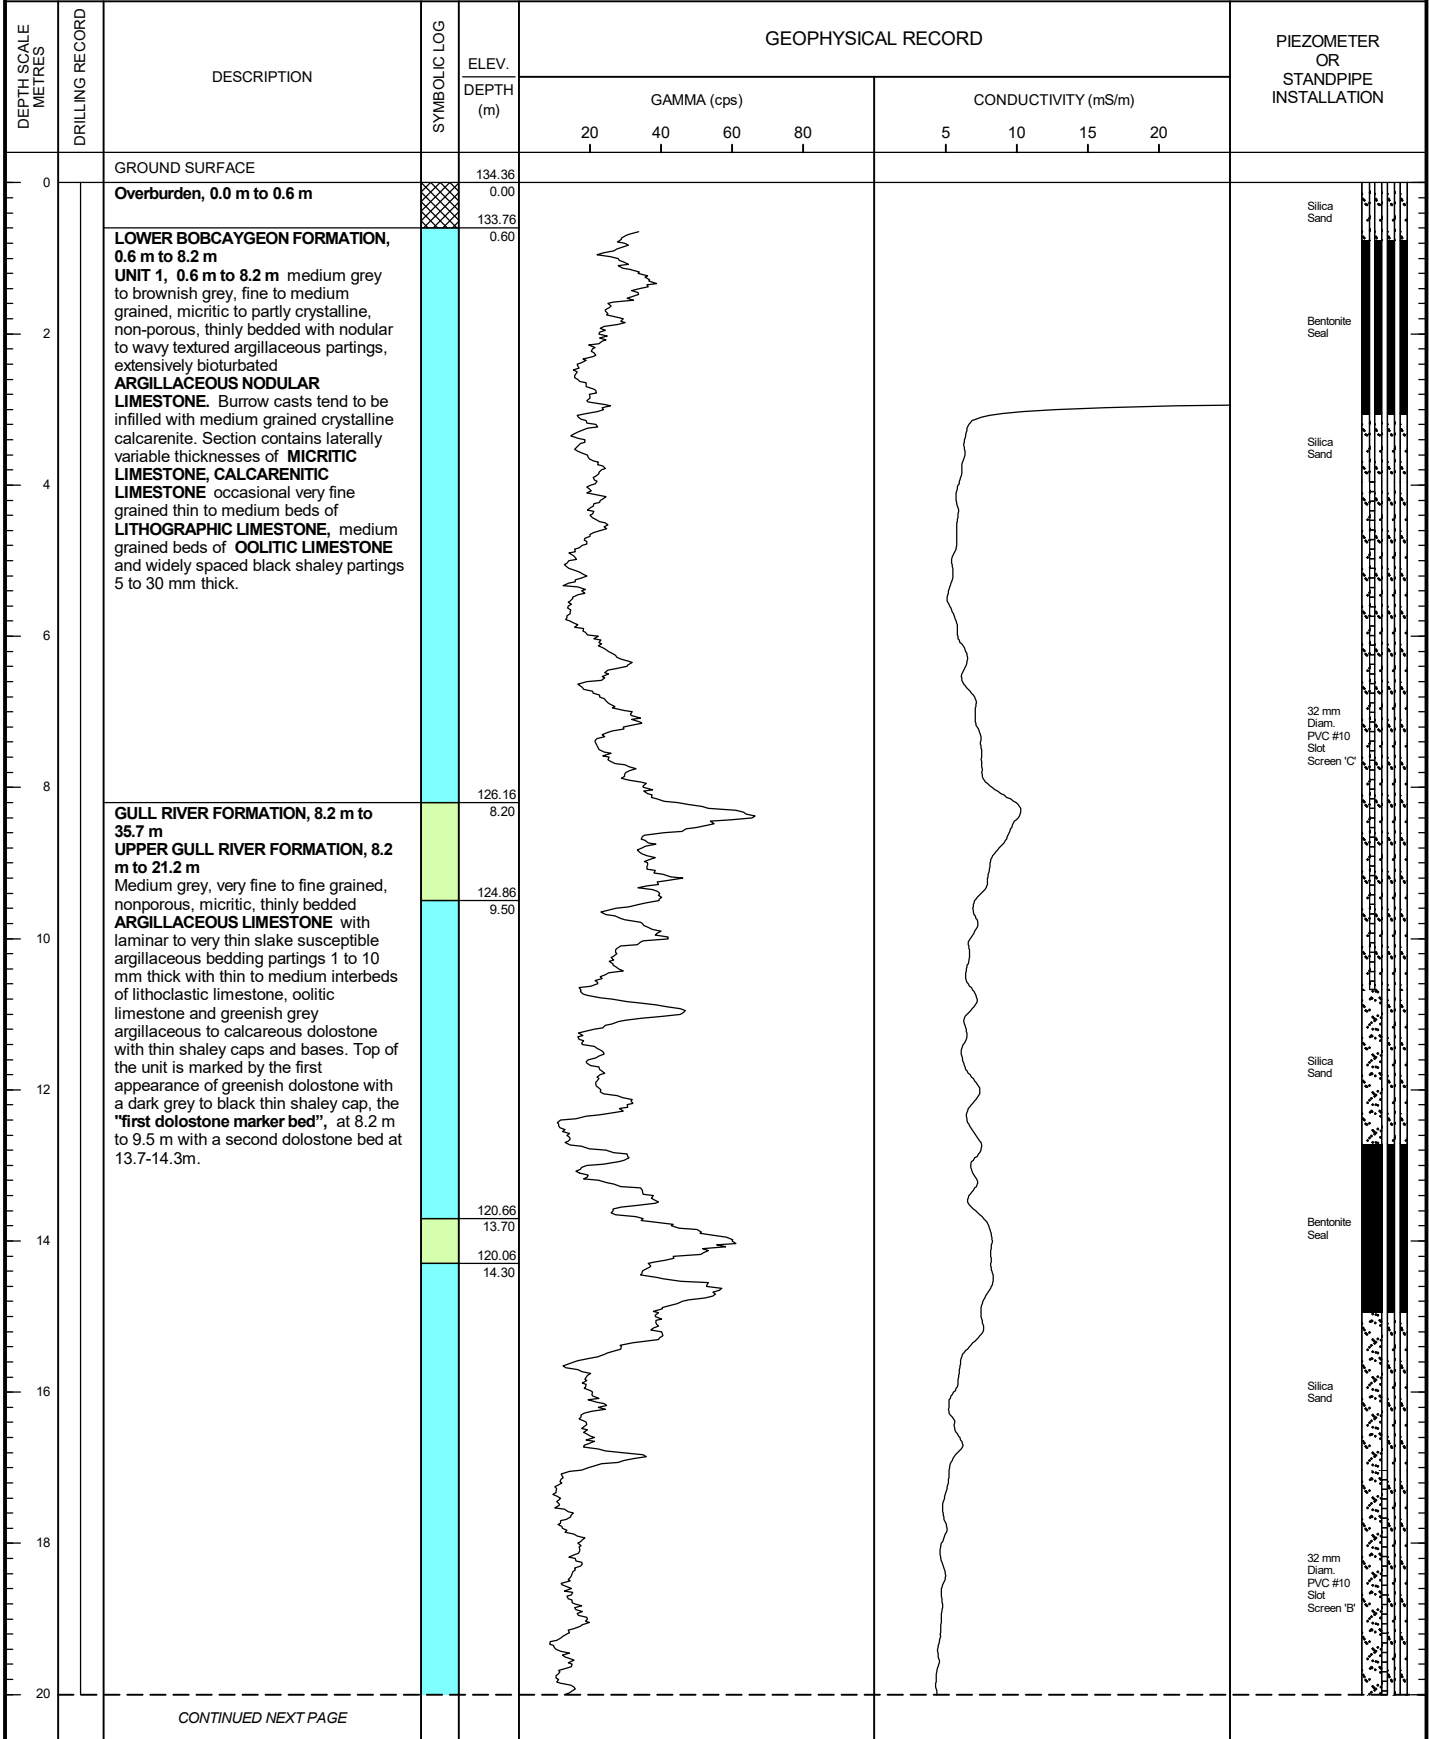 DEPTH SCALE
METRES
DRILLING RECORD
DESCRIPTION
SYMBOLIC LOG
ELEV.
DEPTH
(m)
GEOPHYSICAL RECORD
GAMMA (cps)
20 40 60 80
CONDUCTIVITY (mS/m)
5 10 15 20
PIEZOMETER
OR
STANDPIPE
INSTALLATION
0
2
4
6
8
10
12
14
16
18
20
GROUND SURFACE
Overburden, 0.0 m to 0.6 m
LOWER BOBCAYGEON FORMATION,
0.6 m to 8.2 m
UNIT 1, 0.6 m to 8.2 m medium grey
to brownish grey, fine to medium
grained, micritic to partly crystalline,
non-porous, thinly bedded with nodular
to wavy textured argillaceous partings,
extensively bioturbated
ARGILLACEOUS NODULAR
LIMESTONE. Burrow casts tend to be
infilled with medium grained crystalline
calcarenite. Section contains laterally
variable thicknesses of MICRITIC
LIMESTONE, CALCARENITIC
LIMESTONE occasional very fine
grained thin to medium beds of
LITHOGRAPHIC LIMESTONE, medium
grained beds of OOLITIC LIMESTONE
and widely spaced black shaley partings
5 to 30 mm thick.
GULL RIVER FORMATION, 8.2 m to
35.7 m
UPPER GULL RIVER FORMATION, 8.2
m to 21.2 m
Medium grey, very fine to fine grained,
nonporous, micritic, thinly bedded
ARGILLACEOUS LIMESTONE with
laminar to very thin slake susceptible
argillaceous bedding partings 1 to 10
mm thick with thin to medium interbeds
of lithoclastic limestone, oolitic
limestone and greenish grey
argillaceous to calcareous dolostone
with thin shaley caps and bases. Top of
the unit is marked by the first
appearance of greenish dolostone with
a dark grey to black thin shaley cap, the
"first dolostone marker bed", at 8.2 m
to 9.5 m with a second dolostone bed at
13.7-14.3m.
CONTINUED NEXT PAGE
134.36
0.00
133.76
0.60
126.16
8.20
124.86
9.50
120.66
13.70
120.06
14.30
Silica
Sand
Bentonite
Seal
Silica
Sand
32 mm
Diam.
PVC #10
Slot
Screen 'C'
Silica
Sand
Bentonite
Seal
Silica
Sand
32 mm
Diam.
PVC #10
Slot
Screen 'B'